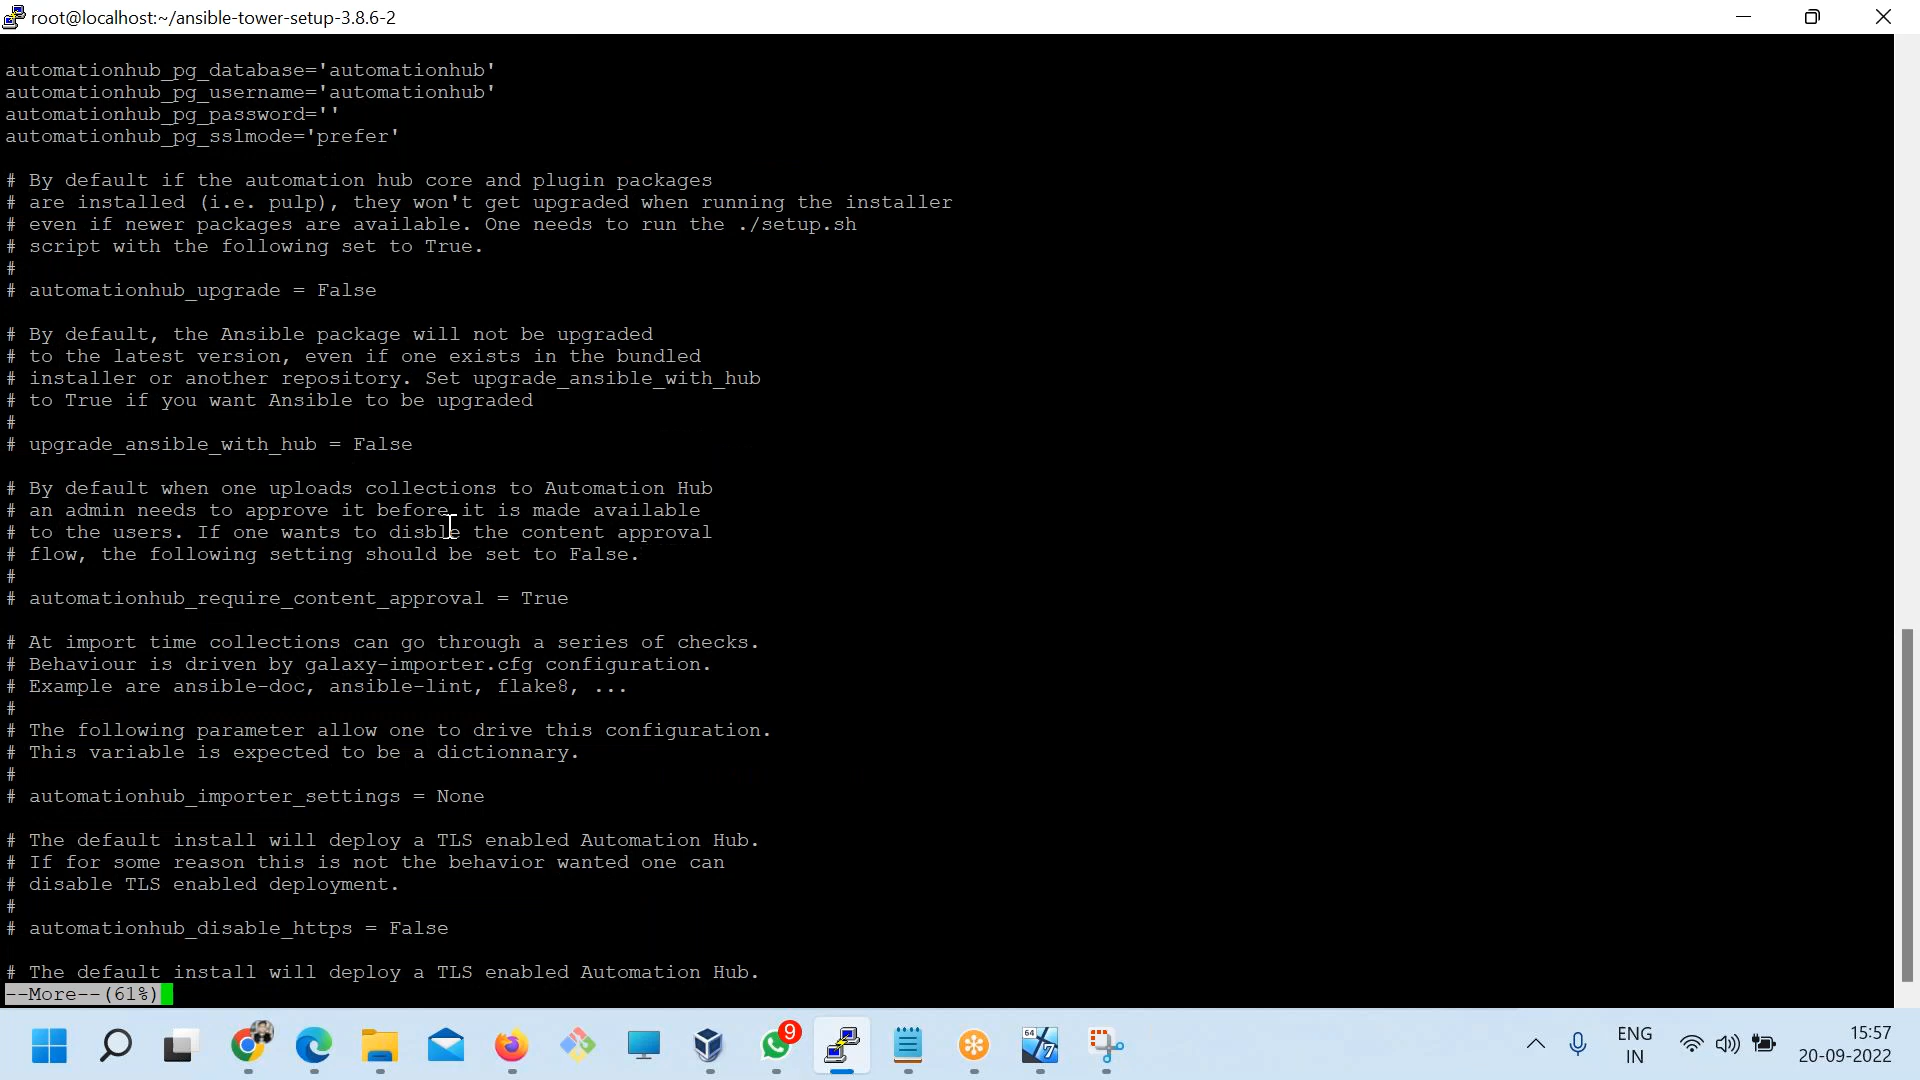 root@localhost:~/ansible-tower-setup-3.8.6-2
automationhub_pg_database='automationhub'
automationhub_pg_username='automationhub'
automationhub_pg_password=''
automationhub_pg_sslmode='prefer'
# By default if the automation hub core and plugin packages
# are installed (i.e. pulp), they won't get upgraded when running the installer
# even if newer packages are available. One needs to run the ./setup.sh
# script with the following set to True.
#
# automationhub_upgrade = False
# By default, the Ansible package will not be upgraded
# to the latest version, even if one exists in the bundled
# installer or another repository. Set upgrade_ansible_with_hub
# to True if you want Ansible to be upgraded
#
# upgrade_ansible_with_hub = False
# By default when one uploads collections to Automation Hub
# an admin needs to approve it before it is made available
# to the users. If one wants to disble the content approval
# flow, the following setting should be set to False.
#
# automationhub_require_content_approval = True
# At import time collections can go through a series of checks.
# Behaviour is driven by galaxy-importer.cfg configuration.
# Example are ansible-doc, ansible-lint, flake8, ...
#
# The following parameter allow one to drive this configuration.
# This variable is expected to be a dictionnary.
#
# automationhub_importer_settings = None
# The default install will deploy a TLS enabled Automation Hub.
# If for some reason this is not the behavior wanted one can
# disable TLS enabled deployment.
#
# automationhub_disable_https = False
# The default install will deploy a TLS enabled Automation Hub.
--More--(61%)
9
64
7
ENG
IN
15:57
20-09-2022